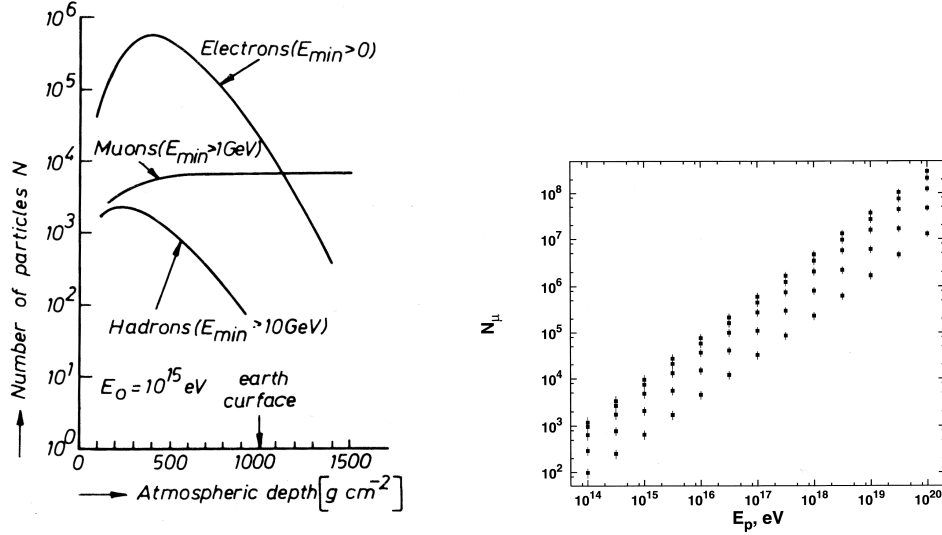 10^6
10^5
10^4
10^3
10^2
10^1
10^0
Number of particles N
Electrons(E_min>0)
Muons(E_min>1GeV)
Hadrons(E_min>10GeV)
E_0=10^15 eV
earth
curface
0
500
1000
1500
Atmospheric depth[g cm^-2]
10^8
10^7
10^6
10^5
10^4
10^3
10^2
N_μ
10^14
10^15
10^16
10^17
10^18
10^19
10^20
E_p, eV